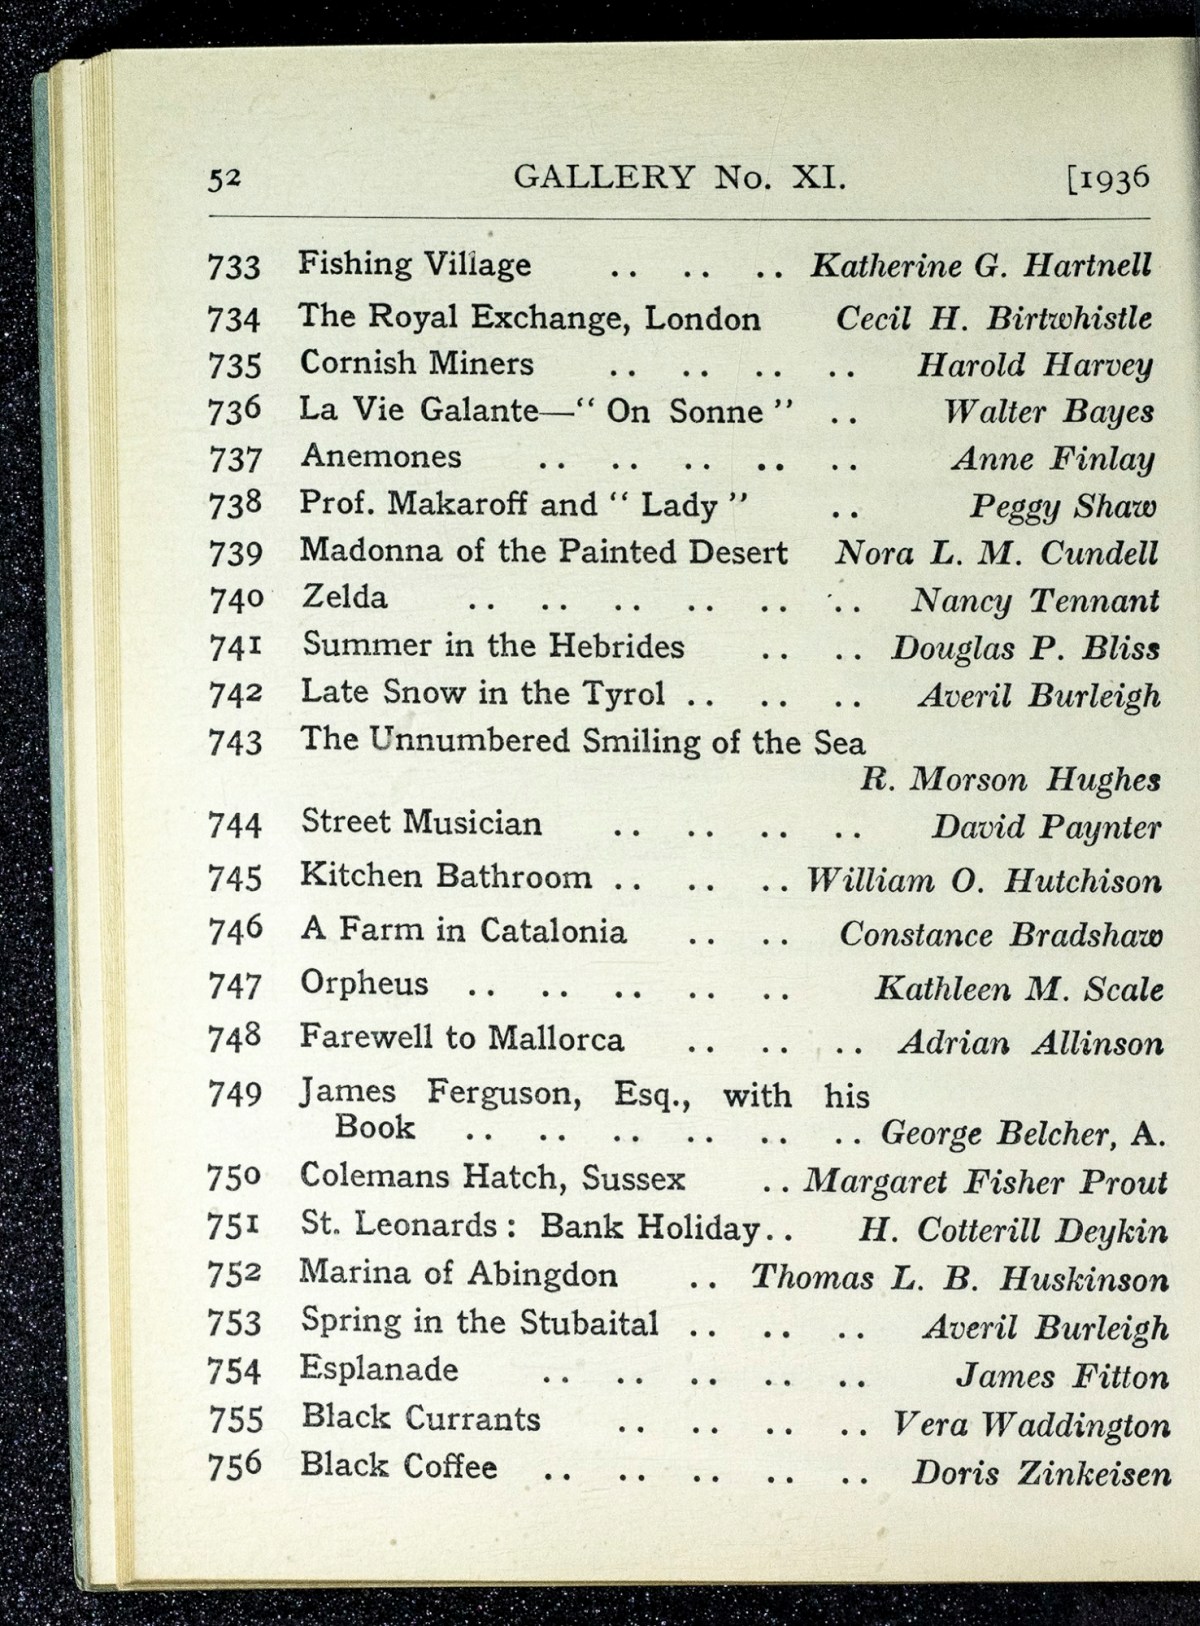 52 GALLERY No. XI. [1936
733 Fishing Village .. .. .. Katherine G. Hartnell
734 The Royal Exchange, London Cecil H. Birtwhistle
735 Cornish Miners .. .. .. .. Harold Harvey
736 La Vie Galante—“ On Sonne ” .. Walter Bayes
737 Anemones .. .. .. .. .. Anne Finlay
738 Prof. Makaroff and “ Lady ” .. Peggy Shaw
739 Madonna of the Painted Desert Nora L. M. Cundell
740 Zelda .. .. .. .. .. .. Nancy Tennant
741 Summer in the Hebrides .. .. Douglas P. Bliss
742 Late Snow in the Tyrol .. .. .. Averil Burleigh
743 The Unnumbered Smiling of the Sea
R. Morson Hughes
744 Street Musician .. .. .. .. David Paynter
745 Kitchen Bathroom .. .. .. William O. Hutchison
746 A Farm in Catalonia .. .. Constance Bradshaw
747 Orpheus .. .. .. .. .. Kathleen M. Scale
748 Farewell to Mallorca .. .. .. Adrian Allinson
749 James Ferguson, Esq., with his
Book .. .. .. .. .. .. George Belcher, A.
750 Colemans Hatch, Sussex .. Margaret Fisher Prout
751 St. Leonards : Bank Holiday .. H. Cotterill Deykin
752 Marina of Abingdon .. Thomas L. B. Huskinson
753 Spring in the Stubaital .. .. .. Averil Burleigh
754 Esplanade .. .. .. .. .. James Fitton
755 Black Currants .. .. .. .. Vera Waddington
756 Black Coffee .. .. .. .. .. Doris Zinkeisen